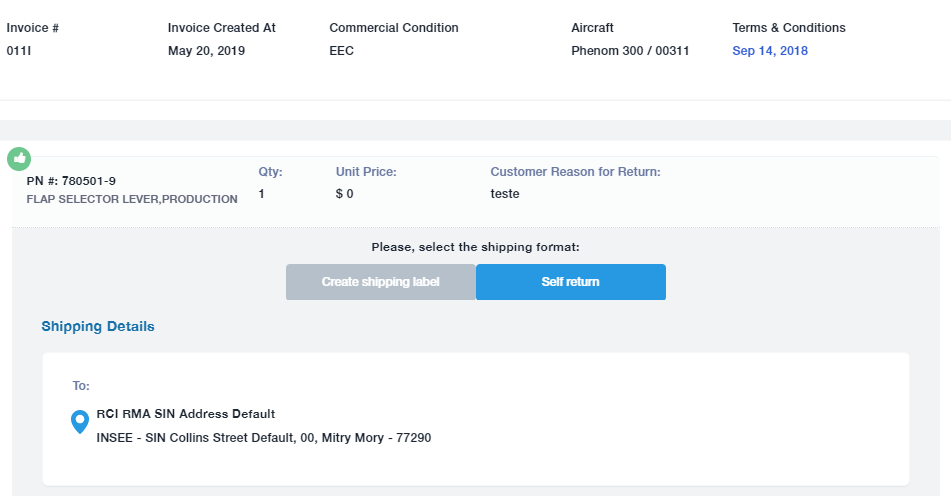 Invoice #
Invoice Created At
Commercial Condition
Aircraft
Terms & Conditions
011I
May 20, 2019
EEC
Phenom 300 / 00311
Sep 14, 2018
PN #: 780501-9
FLAP SELECTOR LEVER,PRODUCTION
Qty:
1
Unit Price:
$ 0
Customer Reason for Return:
teste
Please, select the shipping format:
Create shipping label
Self return
Shipping Details
To:
RCI RMA SIN Address Default
INSEE - SIN Collins Street Default, 00, Mitry Mory - 77290